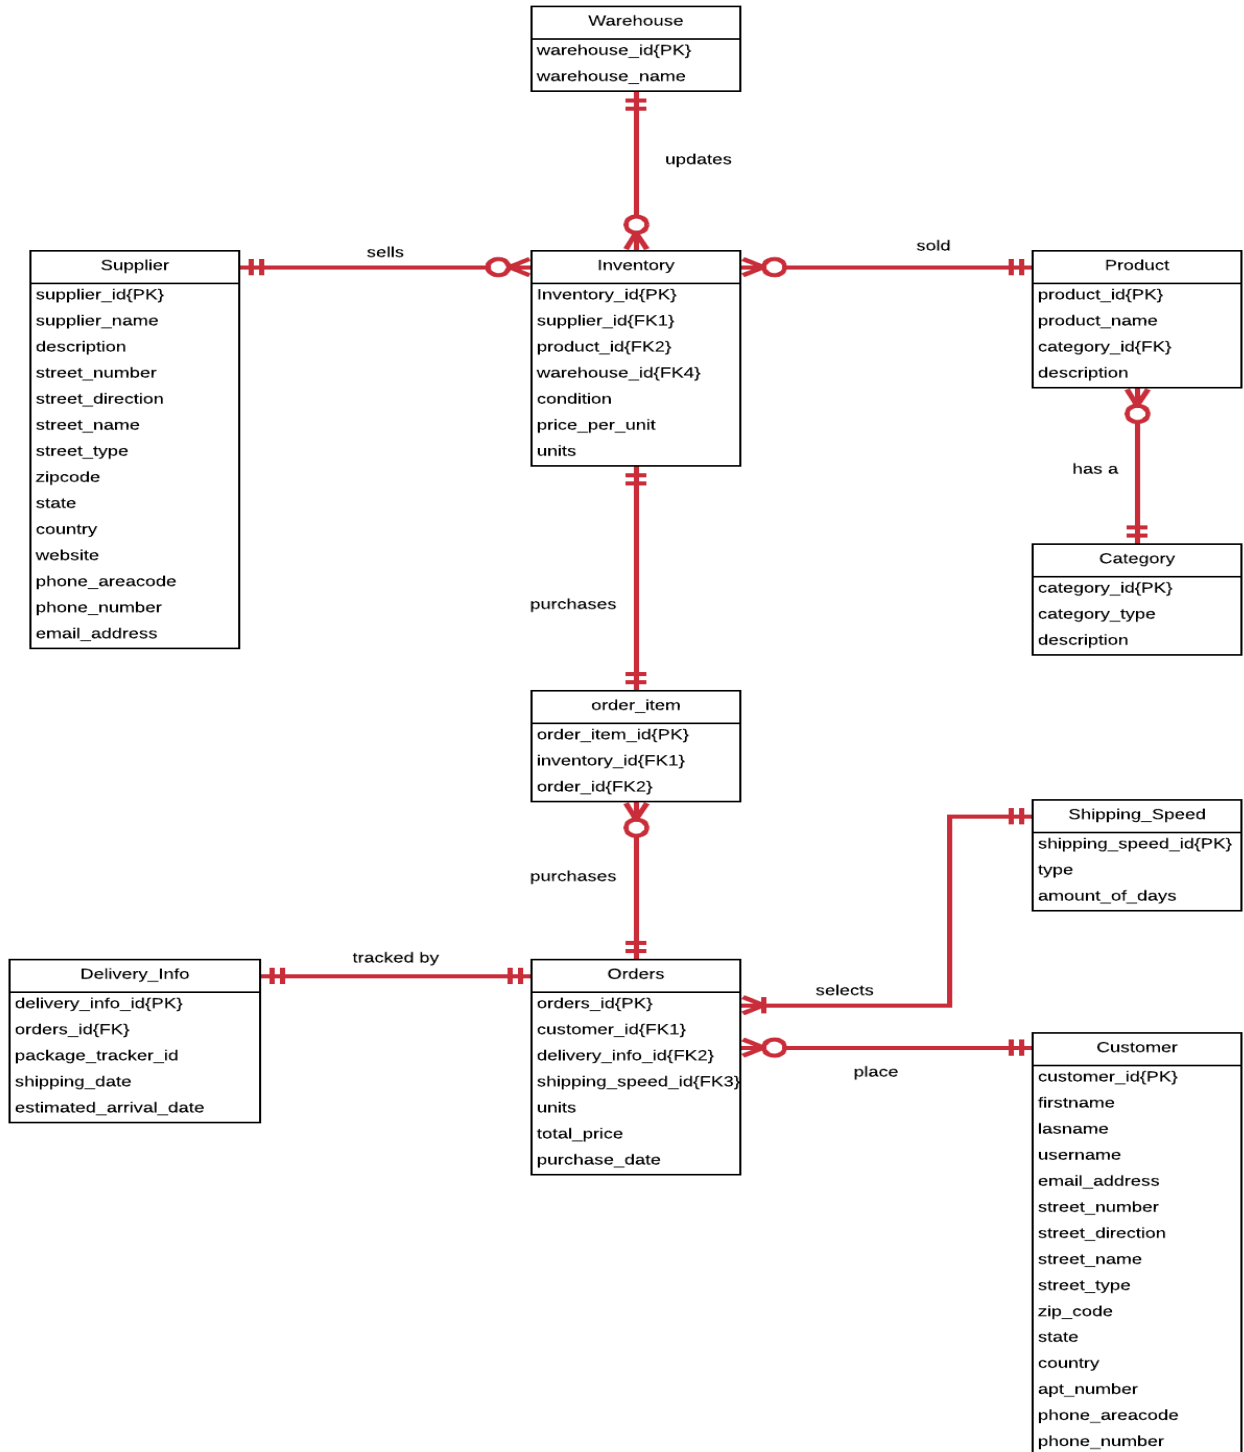 Warehouse
warehouse_id{PK}
warehouse_name
updates
Supplier
supplier_id{PK}
supplier_name
description
street_number
street_direction
street_name
street_type
zipcode
state
country
website
phone_areacode
phone_number
email_address
sells
Inventory
Inventory_id{PK}
supplier_id{FK1}
product_id{FK2}
warehouse_id{FK4}
condition
price_per_unit
units
sold
Product
product_id{PK}
product_name
category_id{FK}
description
has a
Category
category_id{PK}
category_type
description
purchases
order_item
order_item_id{PK}
inventory_id{FK1}
order_id{FK2}
purchases
Shipping_Speed
shipping_speed_id{PK}
type
amount_of_days
Delivery_Info
delivery_info_id{PK}
orders_id{FK}
package_tracker_id
shipping_date
estimated_arrival_date
tracked by
Orders
orders_id{PK}
customer_id{FK1}
delivery_info_id{FK2}
shipping_speed_id{FK3}
units
total_price
purchase_date
selects
place
Customer
customer_id{PK}
firstname
lasname
username
email_address
street_number
street_direction
street_name
street_type
zip_code
state
country
apt_number
phone_areacode
phone_number